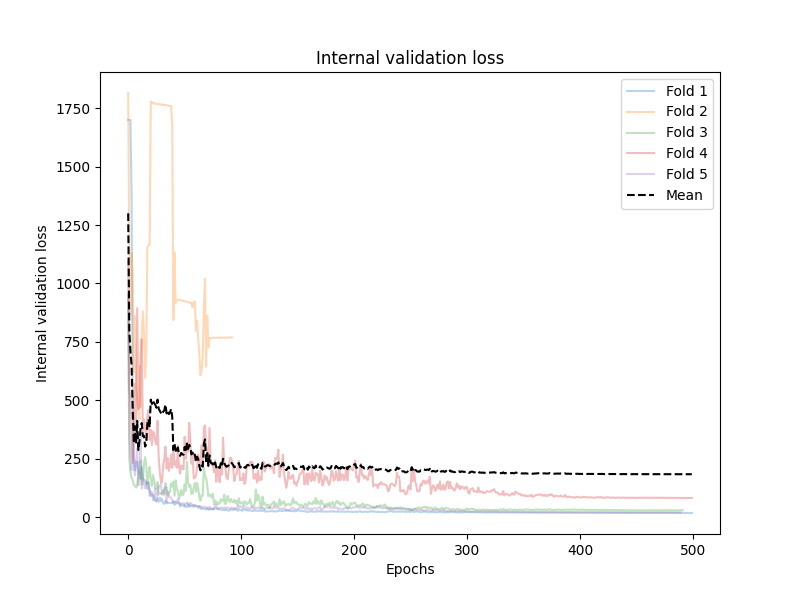 Internal validation loss
Fold 1
Fold 2
Fold 3
Fold 4
Fold 5
Mean
Internal validation loss
1750
1500
1250
1000
750
500
250
0
0 100 200 300 400 500
Epochs